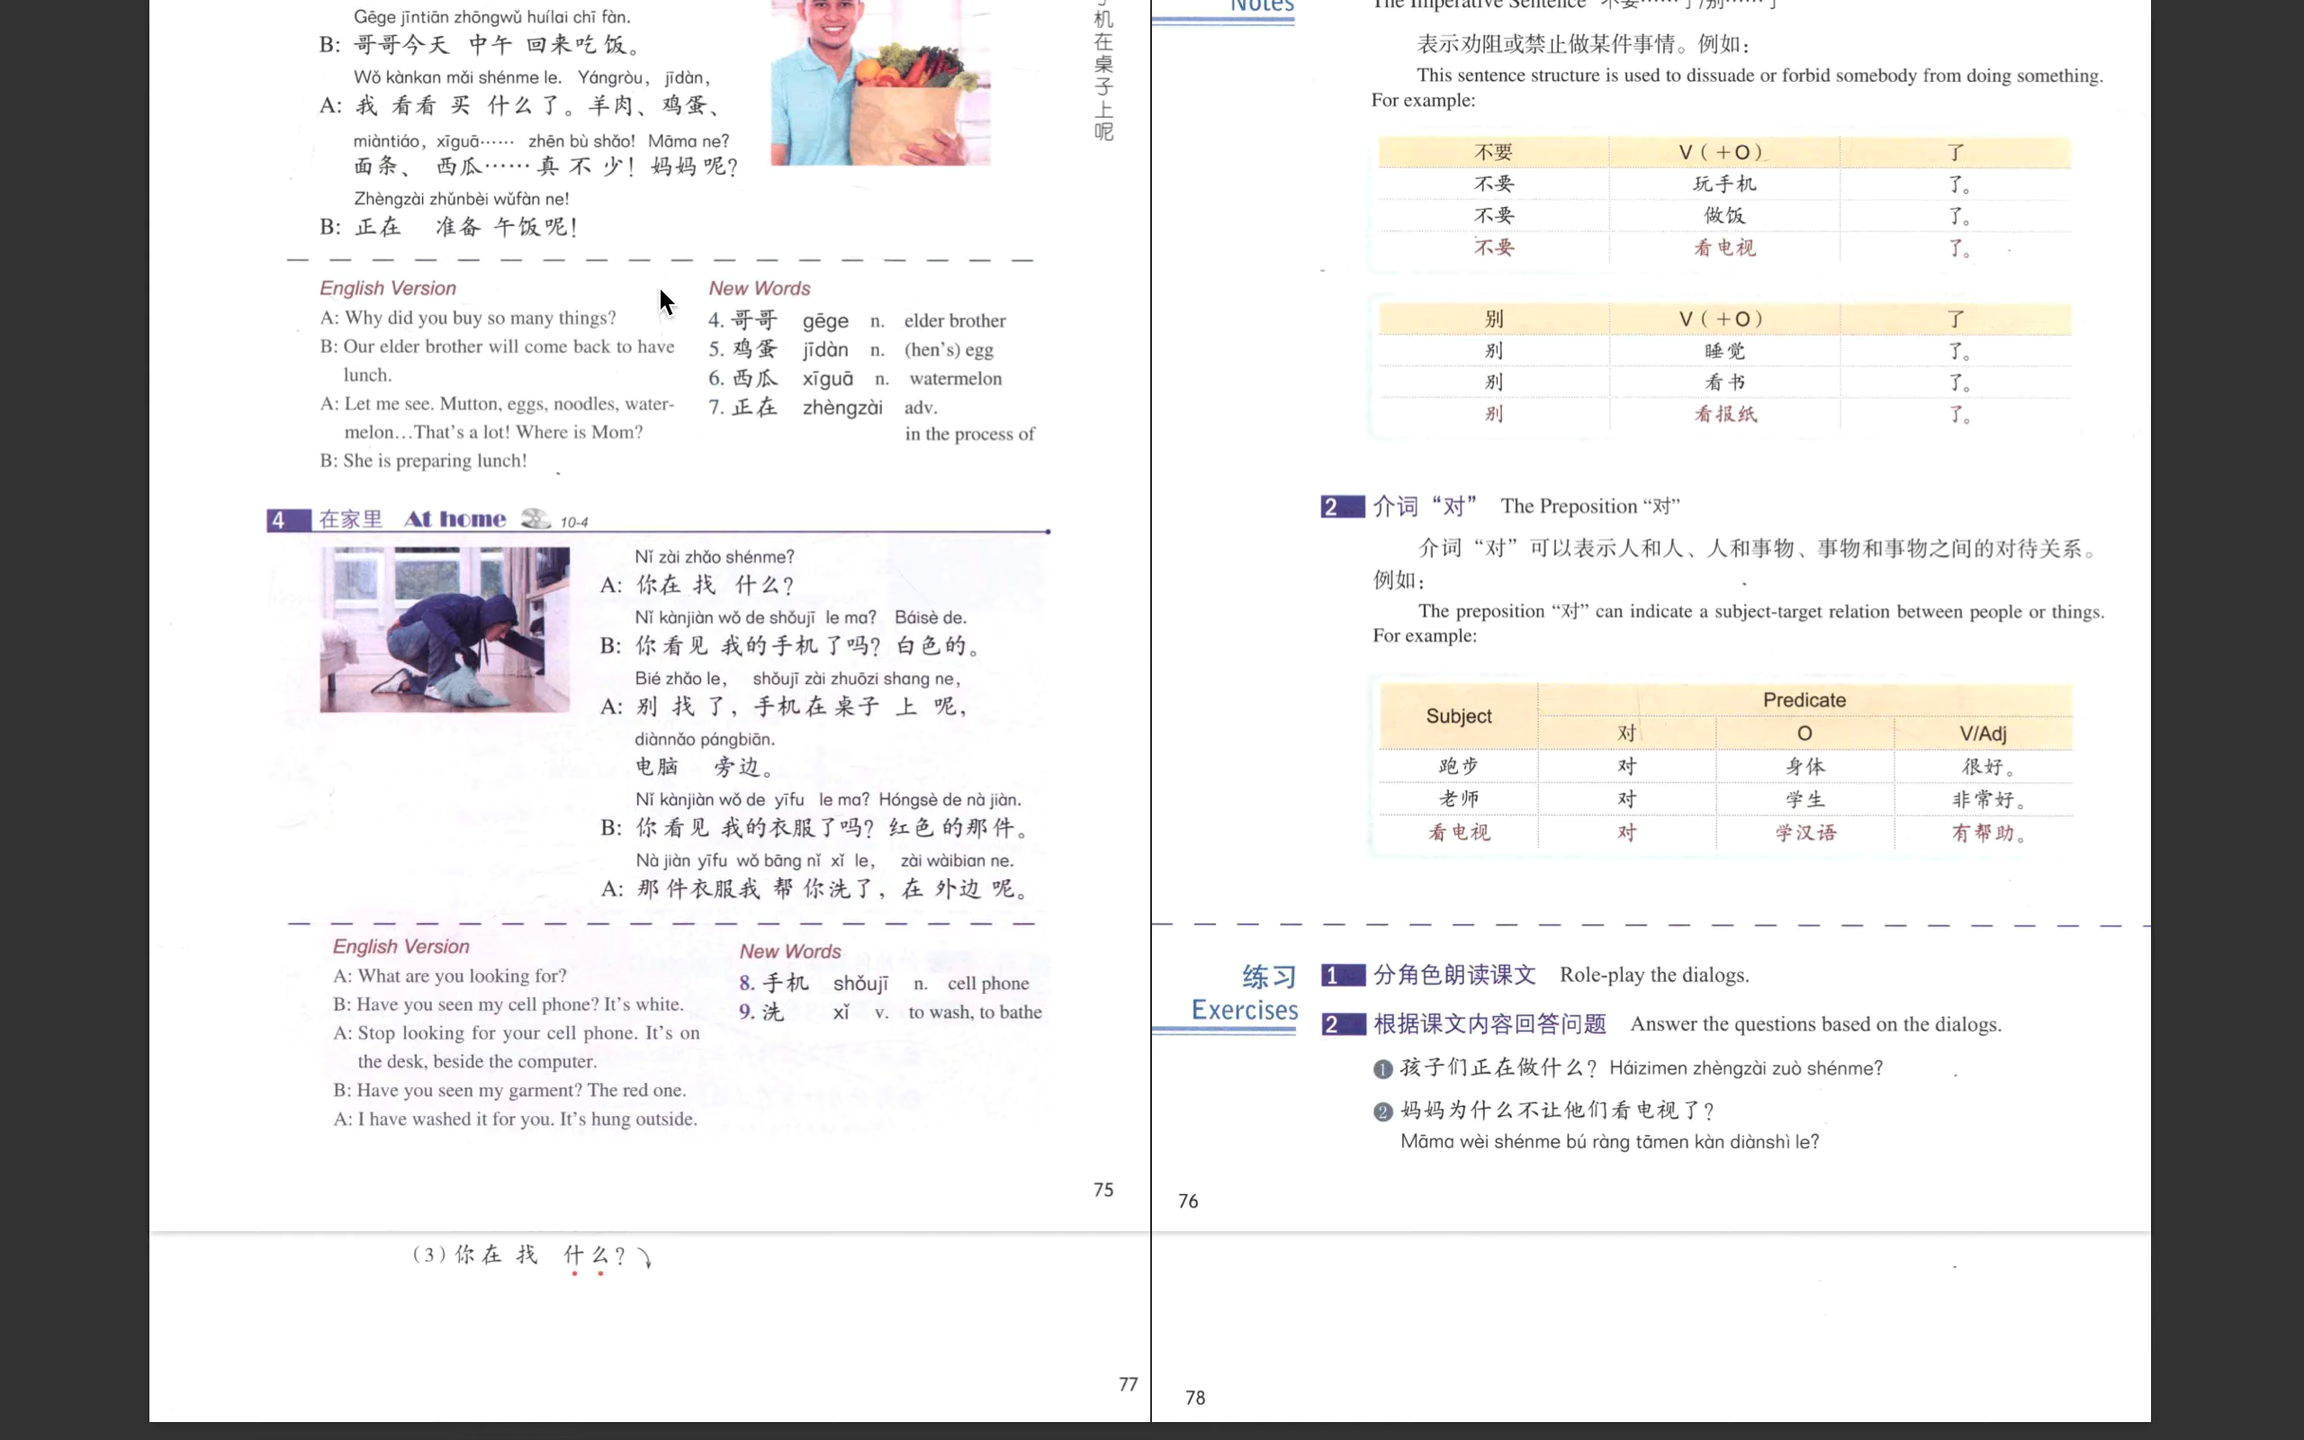 Gēge jīntiān zhōngwǔ huílai chī fàn.
B: 哥哥今天 中午 回来吃饭。
Wǒ kànkan mǎi shénme le. Yángròu, jīdàn,
A: 我 看看 买 什么了。羊肉、鸡蛋、
miàntiáo, xīguā…… zhēn bù shǎo! Māma ne?
面条、 西瓜…… 真 不 少! 妈妈呢?
Zhèngzài zhǔnbèi wǔfàn ne!
B: 正在 准备 午饭呢!
机在桌子上呢
English Version
A: Why did you buy so many things?
B: Our elder brother will come back to have
lunch.
A: Let me see. Mutton, eggs, noodles, water-
melon…That's a lot! Where is Mom?
B: She is preparing lunch!
New Words
4. 哥哥 gēge n. elder brother
5. 鸡蛋 jīdàn n. (hen's) egg
6. 西瓜 xīguā n. watermelon
7. 正在 zhèngzài adv.
in the process of
4 在家里 At home 10-4
Nǐ zài zhǎo shénme?
A: 你在 找 什么?
Nǐ kànjiàn wǒ de shǒujī le ma? Báisè de.
B: 你看见 我的手机了吗? 白色的。
Bié zhǎo le, shǒujī zài zhuōzi shang ne,
A: 别 找 了, 手机在桌子 上 呢,
diànnǎo pángbiān.
电脑 旁边。
Nǐ kànjiàn wǒ de yīfu le ma? Hóngsè de nà jiàn.
B: 你看见 我的衣服了吗? 红色的那件。
Nà jiàn yīfu wǒ bāng nǐ xǐ le, zài wàibian ne.
A: 那件衣服我 帮 你洗了, 在 外边 呢。
English Version
A: What are you looking for?
B: Have you seen my cell phone? It's white.
A: Stop looking for your cell phone. It's on
the desk, beside the computer.
B: Have you seen my garment? The red one.
A: I have washed it for you. It's hung outside.
New Words
8. 手机 shǒujī n. cell phone
9. 洗 xǐ v. to wash, to bathe
75
(3) 你在 找 什么?
77
Notes
The Imperative Sentence "不要……了/别……了"
表示劝阻或禁止做某件事情。例如:
This sentence structure is used to dissuade or forbid somebody from doing something.
For example:
不要 V(+O) 了
不要 玩手机 了。
不要 做饭 了。
不要 看电视 了。
别 V(+O) 了
别 睡觉 了。
别 看书 了。
别 看报纸 了。
2 介词“对” The Preposition “对”
介词“对”可以表示人和人、人和事物、事物和事物之间的对待关系。
例如:
The preposition “对” can indicate a subject-target relation between people or things.
For example:
Subject Predicate
对 O V/Adj
跑步 对 身体 很好。
老师 对 学生 非常好。
看电视 对 学汉语 有帮助。
练习
Exercises
1 分角色朗读课文 Role-play the dialogs.
2 根据课文内容回答问题 Answer the questions based on the dialogs.
❶ 孩子们正在做什么? Háizimen zhèngzài zuò shénme?
❷ 妈妈为什么不让他们看电视了?
Māma wèi shénme bú ràng tāmen kàn diànshì le?
76
78